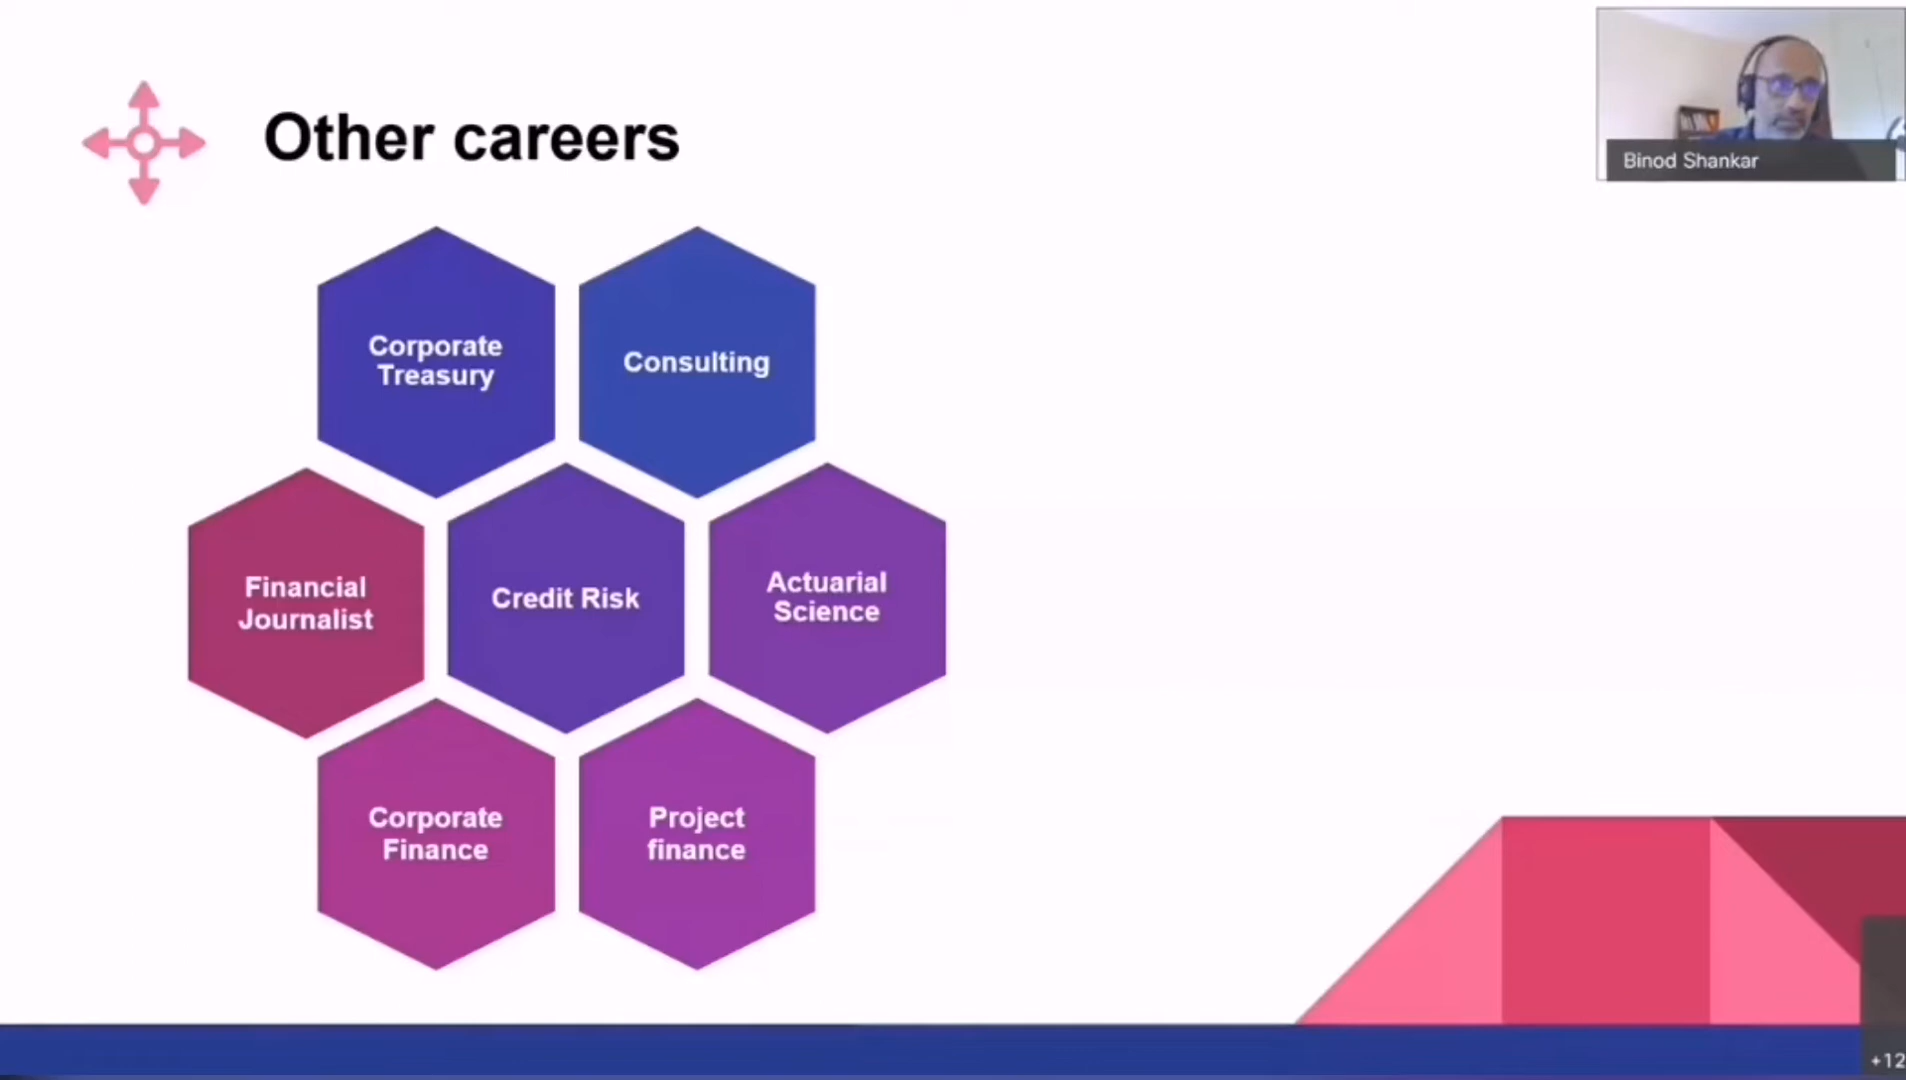 Other careers
Binod Shankar
Corporate
Treasury
Consulting
Financial
Journalist
Credit Risk
Actuarial
Science
Corporate
Finance
Project
finance
+12